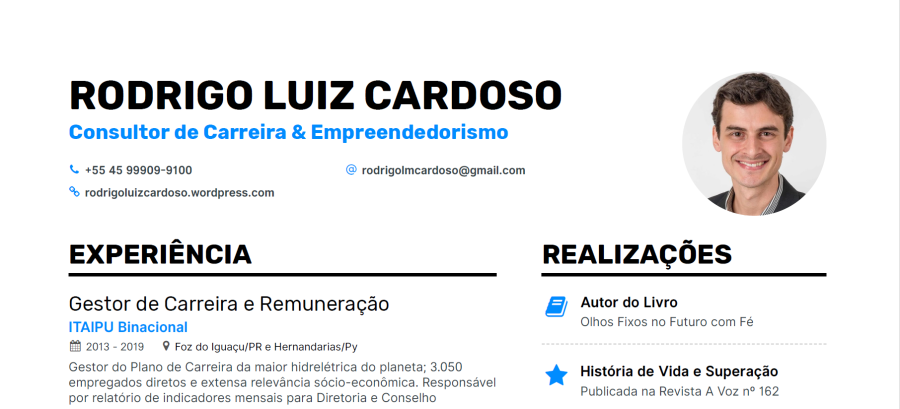 RODRIGO LUIZ CARDOSO
Consultor de Carreira & Empreendedorismo
+55 45 99909-9100
rodrigolmcardoso@gmail.com
rodrigoluizcardoso.wordpress.com
EXPERIÊNCIA
Gestor de Carreira e Remuneração
ITAIPU Binacional
2013 - 2019 Foz do Iguaçu/PR e Hernandarias/Py
Gestor do Plano de Carreira da maior hidrelétrica do planeta; 3.050
empregados diretos e extensa relevância sócio-econômica. Responsável
por relatório de indicadores mensais para Diretoria e Conselho
REALIZAÇÕES
Autor do Livro
Olhos Fixos no Futuro com Fé
História de Vida e Superação
Publicada na Revista A Voz nº 162